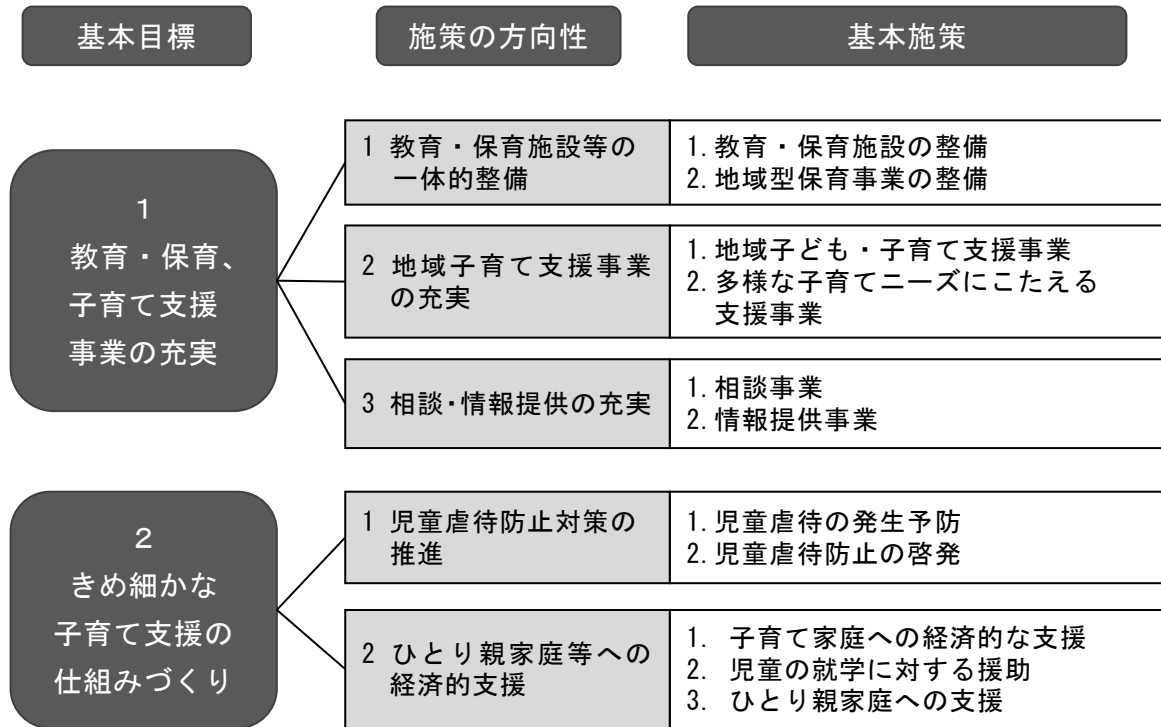 基本目標
施策の方向性
基本施策
1
教育・保育、
子育て支援
事業の充実
1 教育・保育施設等の
一体的整備
1. 教育・保育施設の整備
2. 地域型保育事業の整備
2 地域子育て支援事業
の充実
1. 地域子ども・子育て支援事業
2. 多様な子育てニーズにこたえる
支援事業
3 相談・情報提供の充実
1. 相談事業
2. 情報提供事業
2
きめ細かな
子育て支援の
仕組みづくり
1 児童虐待防止対策の
推進
1. 児童虐待の発生予防
2. 児童虐待防止の啓発
2 ひとり親家庭等への
経済的支援
1. 子育て家庭への経済的な支援
2. 児童の就学に対する援助
3. ひとり親家庭への支援